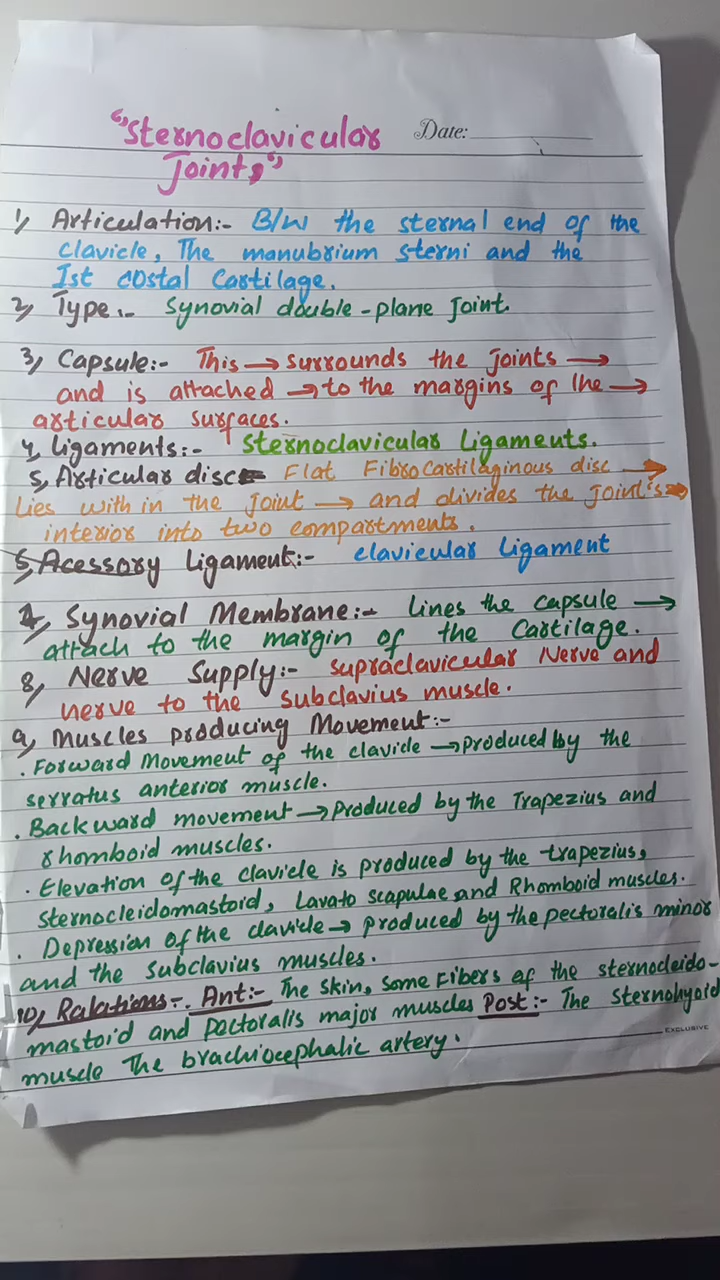 "Sternoclavicular Date:
Joints"
1) Articulation:- B/W the sternal end of the
clavicle, The manubrium sterni and the
Ist costal Cartilage.
2) Type:- Synovial double-plane Joint.
3) Capsule:- This → surrounds the joints →
and is attached → to the margins of the →
articular surfaces.
4) Ligaments:- Sternoclavicular Ligaments.
5) Articular disc Flat Fibrocartilaginous disc →
Lies with in the joint → and divides the joint's →
interior into two compartments.
5) Acessory Ligament:- clavicular Ligament
7) Synovial Membrane:- Lines the capsule →
attach to the margin of the Cartilage.
8) Nerve Supply:- supraclavicular Nerve and
nerve to the subclavius muscle.
9) Muscles producing Movement:-
. Forward Movement of the clavicle → produced by the
serratus anterior muscle.
. Backward movement → Produced by the Trapezius and
rhomboid muscles.
. Elevation of the clavicle is produced by the trapezius,
Sternocleidomastoid, Lavato scapulae and Rhomboid muscles.
. Depression of the clavicle → produced by the pectoralis minor
and the subclavius muscles.
10) Ralations:- Ant:- The Skin, some Fibers of the sternocleido-
mastoid and pectoralis major muscles Post:- The Sternohyoid
muscle The brachiocephalic artery.
EXCLUSIVE